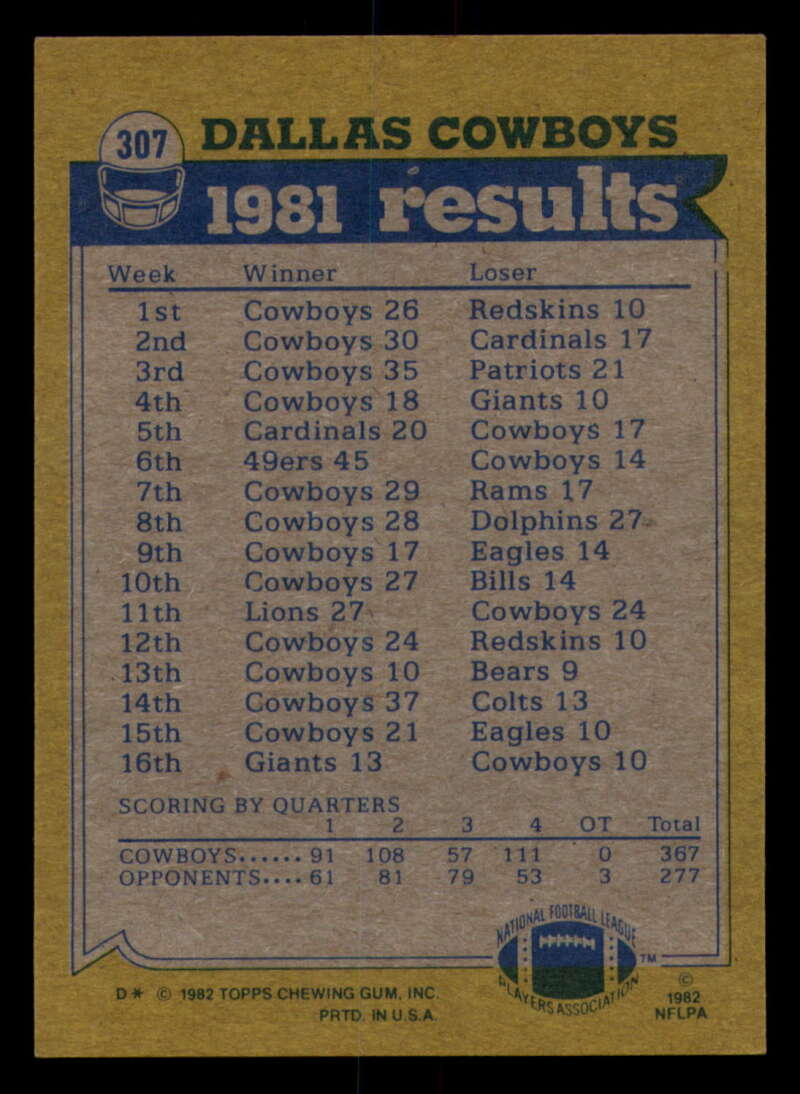 307 DALLAS COWBOYS
1981 results
Week Winner Loser
1st Cowboys 26 Redskins 10
2nd Cowboys 30 Cardinals 17
3rd Cowboys 35 Patriots 21
4th Cowboys 18 Giants 10
5th Cardinals 20 Cowboys 17
6th 49ers 45 Cowboys 14
7th Cowboys 29 Rams 17
8th Cowboys 28 Dolphins 27
9th Cowboys 17 Eagles 14
10th Cowboys 27 Bills 14
11th Lions 27 Cowboys 24
12th Cowboys 24 Redskins 10
13th Cowboys 10 Bears 9
14th Cowboys 37 Colts 13
15th Cowboys 21 Eagles 10
16th Giants 13 Cowboys 10
SCORING BY QUARTERS
1 2 3 4 OT Total
COWBOYS...... 91 108 57 111 0 367
OPPONENTS.... 61 81 79 53 3 277
NATIONAL FOOTBALL LEAGUE
PLAYERS ASSOCIATION
TM
D* © 1982 TOPPS CHEWING GUM, INC.
PRTD. IN U.S.A.
©
1982
NFLPA